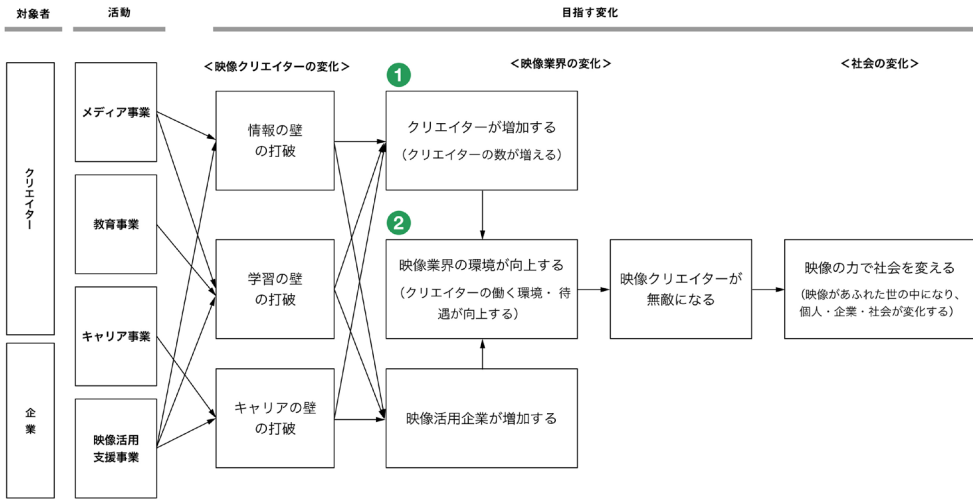 対象者
活動
目指す変化
＜映像クリエイターの変化＞
＜映像業界の変化＞
＜社会の変化＞
クリエイター
企業
メディア事業
教育事業
キャリア事業
映像活用
支援事業
情報の壁
の打破
学習の壁
の打破
キャリアの壁
の打破
1
クリエイターが増加する
（クリエイターの数が増える）
2
映像業界の環境が向上する
（クリエイターの働く環境・ 待
遇が向上する）
映像活用企業が増加する
映像クリエイターが
無敵になる
映像の力で社会を変える
（映像があふれた世の中になり、
個人・企業・社会が変化する）